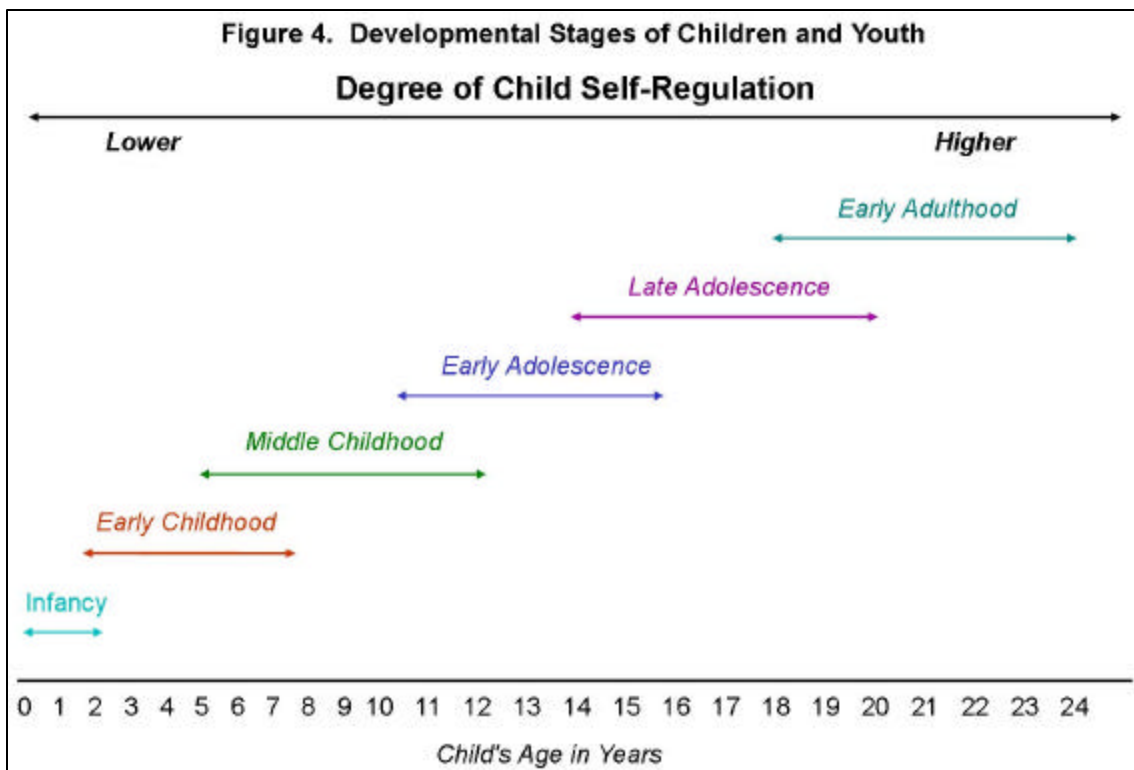 Figure 4. Developmental Stages of Children and Youth
Degree of Child Self-Regulation
Lower Higher
Early Adulthood
Late Adolescence
Early Adolescence
Middle Childhood
Early Childhood
Infancy
0 1 2 3 4 5 6 7 8 9 10 11 12 13 14 15 16 17 18 19 20 21 22 23 24
Child's Age in Years